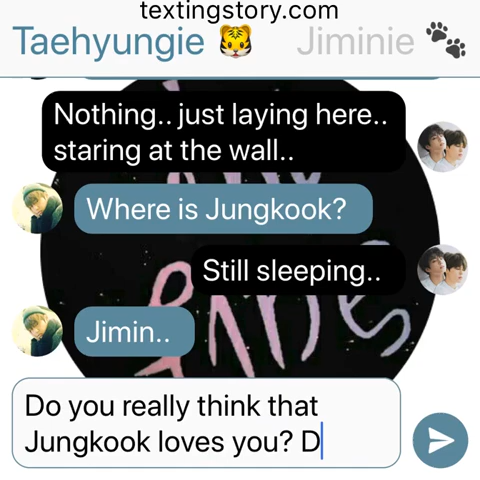 textingstory.com
Taehyungie 🐯 Jiminie 🐾
Nothing.. just laying here..
staring at the wall..
Where is Jungkook?
Still sleeping..
Jimin..
Do you really think that
Jungkook loves you? D